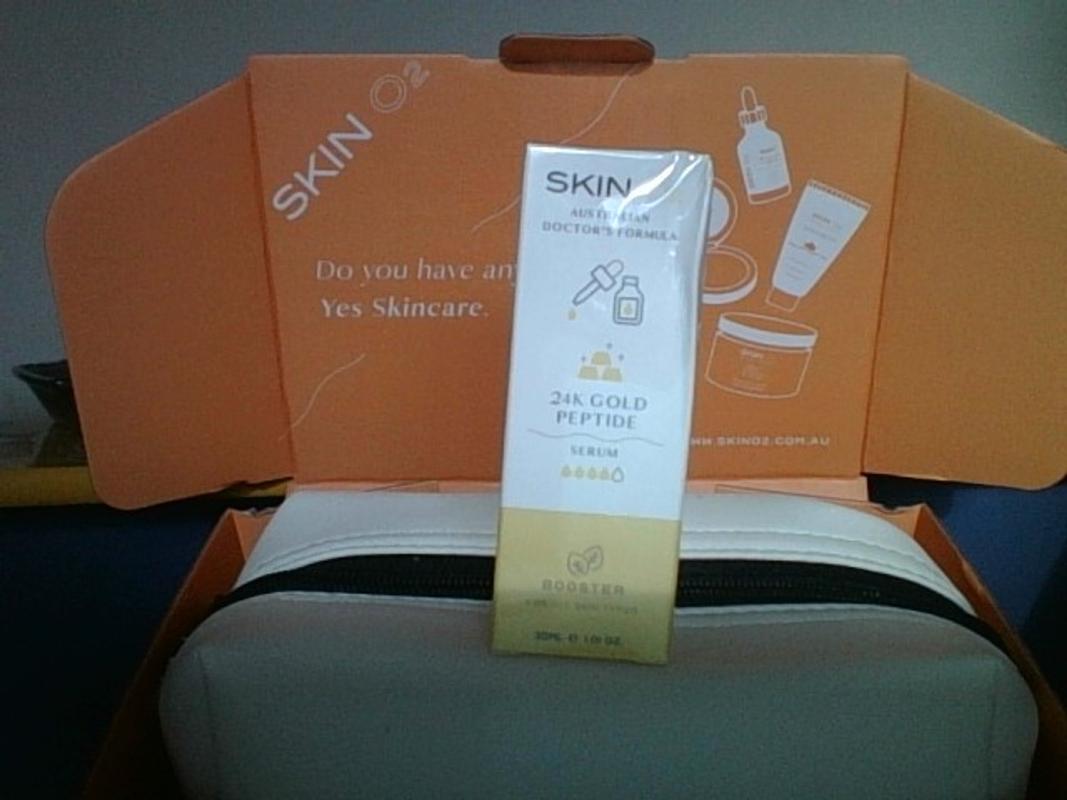 SKIN O2
Do you have any
Yes Skincare.
SKIN
AUSTRALIAN
DOCTOR'S FORMULA
24K GOLD
PEPTIDE
SERUM
BOOSTER
30ML ℮ 1.01 OZ.
WWW.SKINO2.COM.AU